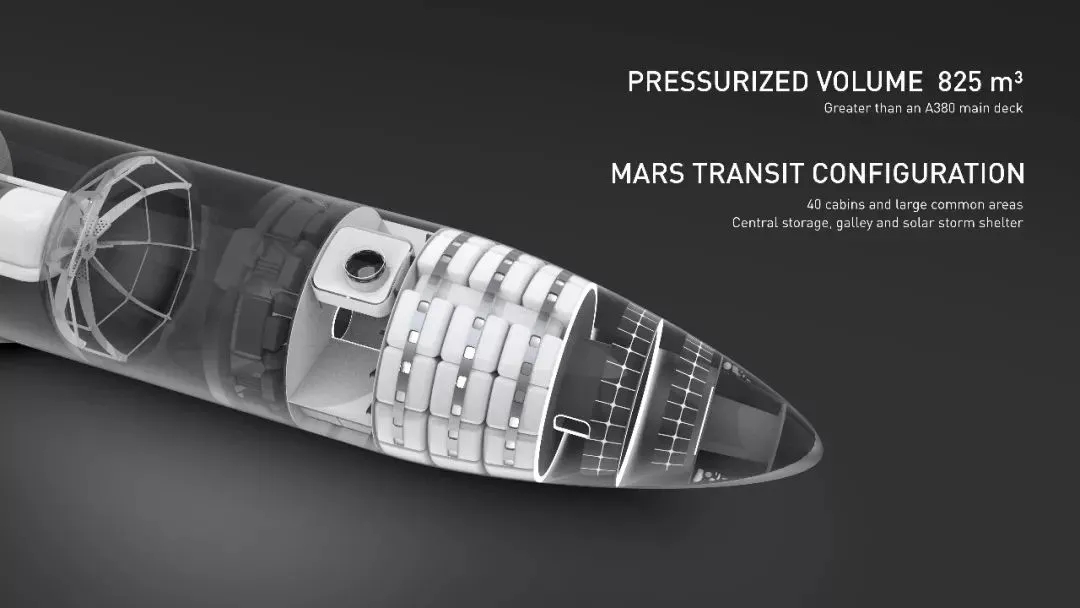 PRESSURIZED VOLUME 825 m³
Greater than an A380 main deck
MARS TRANSIT CONFIGURATION
40 cabins and large common areas
Central storage, galley and solar storm shelter